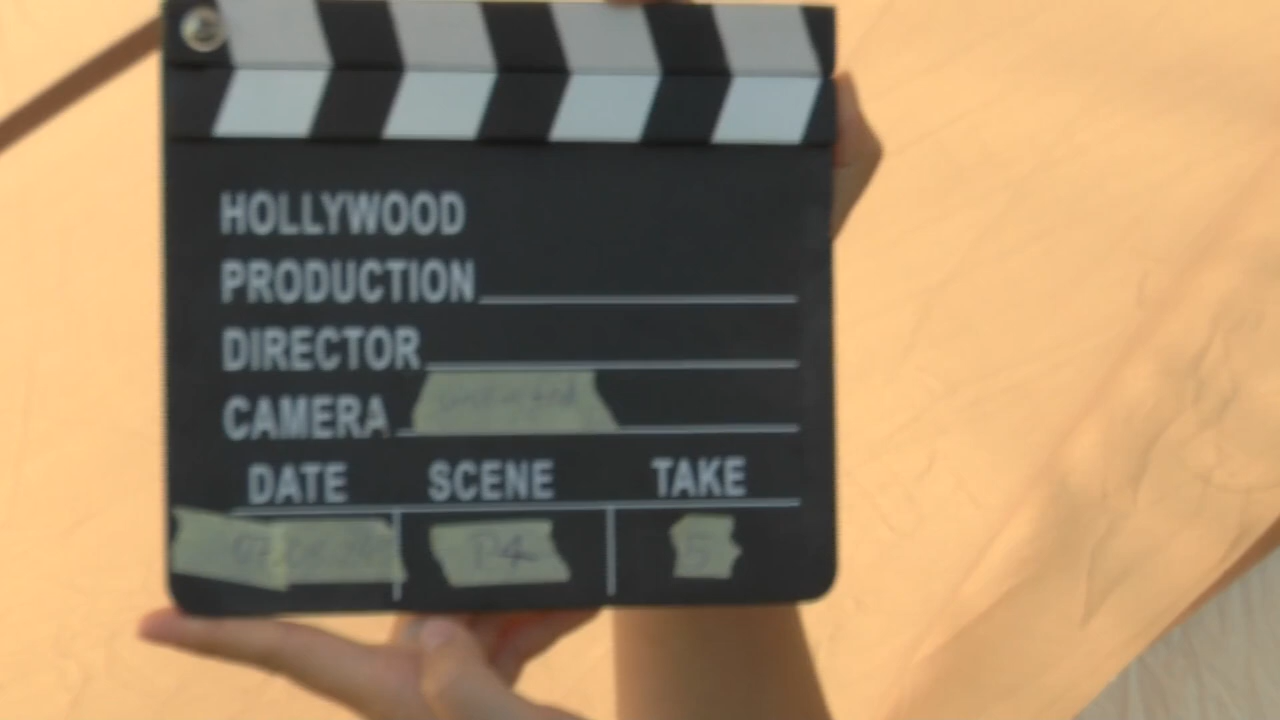 HOLLYWOOD
PRODUCTION
DIRECTOR
CAMERA
DATE SCENE TAKE
P4 5